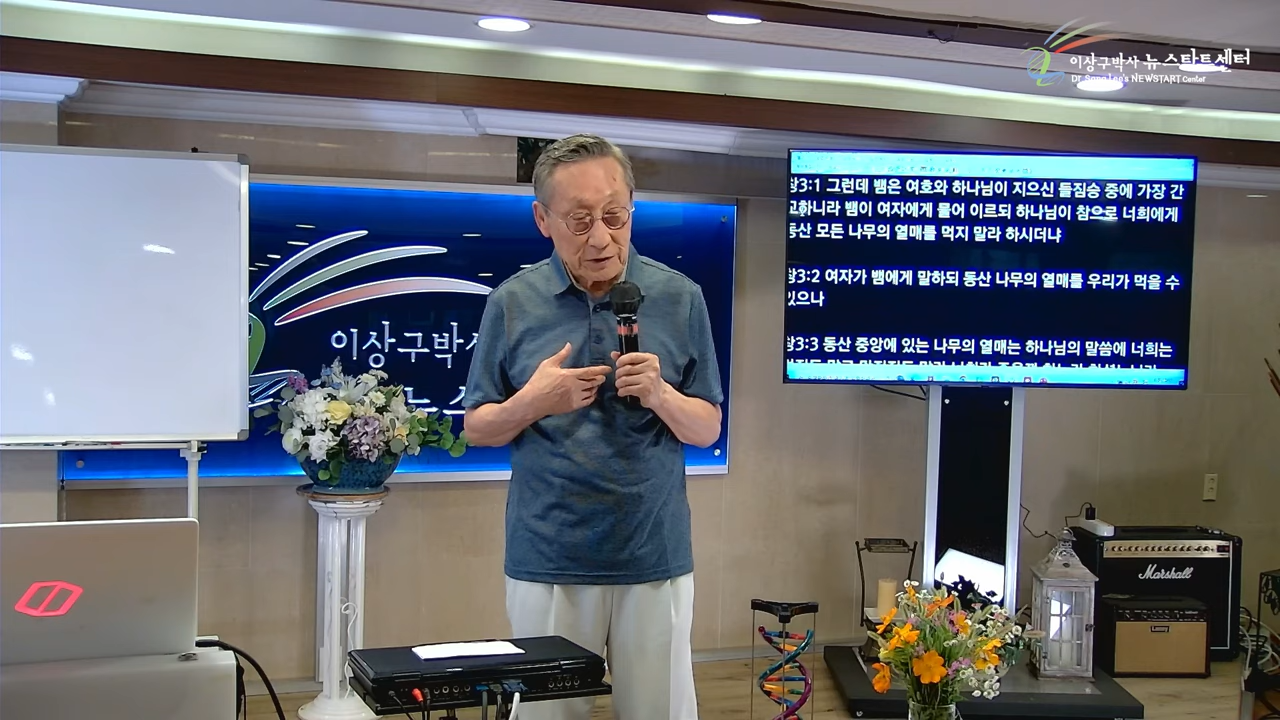 이상구박사 뉴스타트센터
Dr Sang Lee's NEWSTART Center
창3:1 그런데 뱀은 여호와 하나님이 지으신 들짐승 중에 가장 간
교하니라 뱀이 여자에게 물어 이르되 하나님이 참으로 너희에게
동산 모든 나무의 열매를 먹지 말라 하시더냐
창3:2 여자가 뱀에게 말하되 동산 나무의 열매를 우리가 먹을 수
있으나
창3:3 동산 중앙에 있는 나무의 열매는 하나님의 말씀에 너희는
이상구박사
뉴스
Marshall
Laney